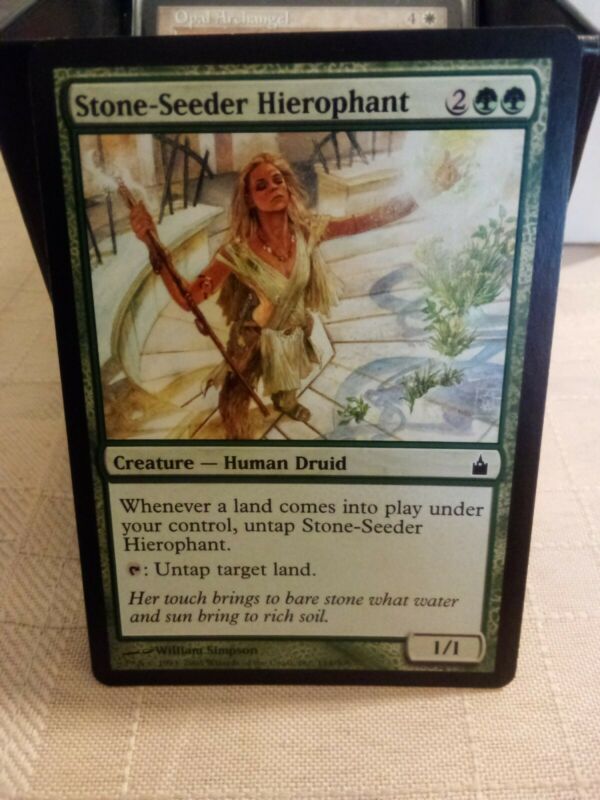 Opal Archangel 4
Stone-Seeder Hierophant 2
Creature — Human Druid
Whenever a land comes into play under
your control, untap Stone-Seeder
Hierophant.
: Untap target land.
Her touch brings to bare stone what water
and sun bring to rich soil.
William Simpson
1/1